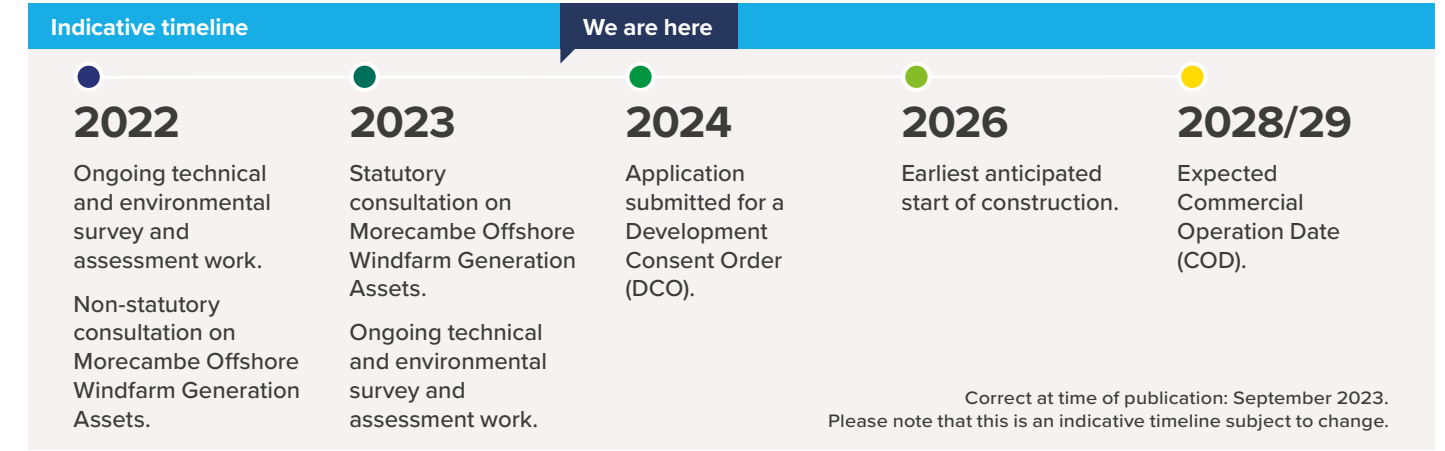 Indicative timeline
We are here
2022
Ongoing technical
and environmental
survey and
assessment work.
Non-statutory
consultation on
Morecambe Offshore
Windfarm Generation
Assets.
2023
Statutory
consultation on
Morecambe Offshore
Windfarm Generation
Assets.
Ongoing technical
and environmental
survey and
assessment work.
2024
Application
submitted for a
Development
Consent Order
(DCO).
2026
Earliest anticipated
start of construction.
2028/29
Expected
Commercial
Operation Date
(COD).
Correct at time of publication: September 2023.
Please note that this is an indicative timeline subject to change.